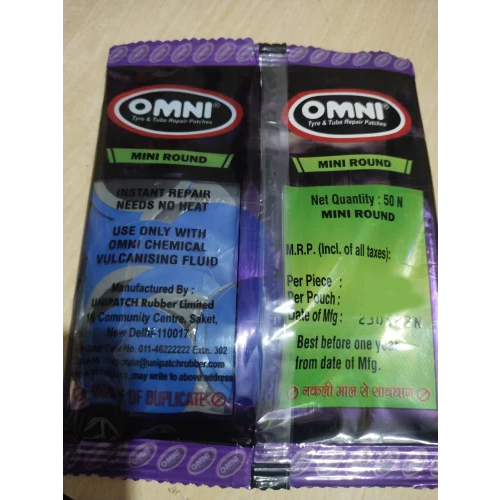 OMNI®
Tyre & Tube Repair Patches
MINI ROUND
INSTANT REPAIR
NEEDS NO HEAT
USE ONLY WITH
OMNI CHEMICAL
VULCANISING FLUID
Manufactured By :
UNIPATCH Rubber Limited
Community Centre, Saket,
New Delhi-110017
No. 011-46222222 Extn. 302
@unipatchrubber.com
may write to above address
OF DUPLICATE
OMNI®
Tyre & Tube Repair Patches
MINI ROUND
Net Quantity : 50 N
MINI ROUND
M.R.P. (Incl. of all taxes):
Per Piece :
Per Pouch :
Date of Mfg :
Best before one year
from date of Mfg.
नकली माल से सावधान